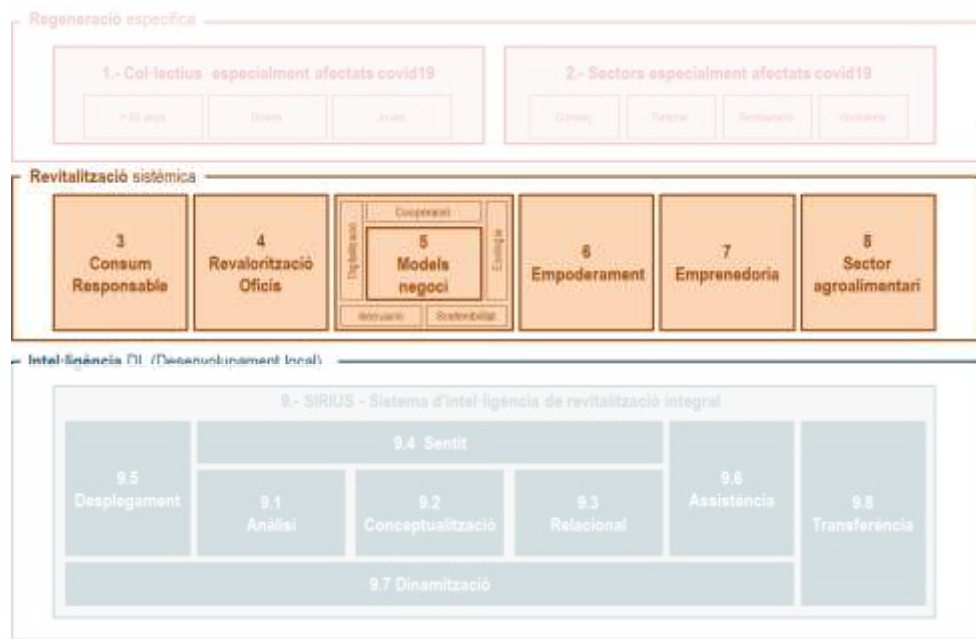 Regeneració específica
1.- Col·lectius especialment afectats covid19
Dones
Joves
2.- Sectors especialment afectats covid19
Comerç
Turisme
Restauració
Revitalització sistémica
3
Consum
Responsable
4
Revalorització
Oficis
Cooperació
Digitalització
5
Models
negoci
Ecologia
Innovació
Sostenibilitat
6
Empoderament
7
Emprenedoria
8
Sector
agroalimentari
Intel·ligència DL (Desenvolupament local)
9.- SIRIUS - Sistema d'intel·ligència de revitalització integral
9.4 Sentit
9.5
Desplegament
9.1
Anàlisi
9.2
Conceptualització
9.3
Relacional
9.6
Assistència
9.8
Transferència
9.7 Dinamització